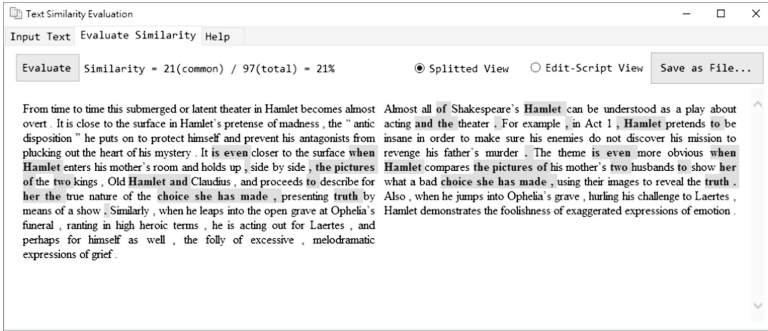 Text Similarity Evaluation
Input Text Evaluate Similarity Help
Evaluate Similarity = 21(common) / 97(total) = 21% Splitted View Edit-Script View Save as File...
From time to time this submerged or latent theater in Hamlet becomes almost
overt . It is close to the surface in Hamlet's pretense of madness , the “ antic
disposition ” he puts on to protect himself and prevent his antagonists from
plucking out the heart of his mystery . It is even closer to the surface when
Hamlet enters his mother's room and holds up , side by side , the pictures
of the two kings , Old Hamlet and Claudius , and proceeds to describe for
her the true nature of the choice she has made , presenting truth by
means of a show . Similarly , when he leaps into the open grave at Ophelia's
funeral , ranting in high heroic terms , he is acting out for Laertes , and
perhaps for himself as well , the folly of excessive , melodramatic
expressions of grief .
Almost all of Shakespeare's Hamlet can be understood as a play about
acting and the theater . For example , in Act 1 , Hamlet pretends to be
insane in order to make sure his enemies do not discover his mission to
revenge his father's murder . The theme is even more obvious when
Hamlet compares the pictures of his mother's two husbands to show her
what a bad choice she has made , using their images to reveal the truth .
Also , when he jumps into Ophelia's grave , hurling his challenge to Laertes ,
Hamlet demonstrates the foolishness of exaggerated expressions of emotion .